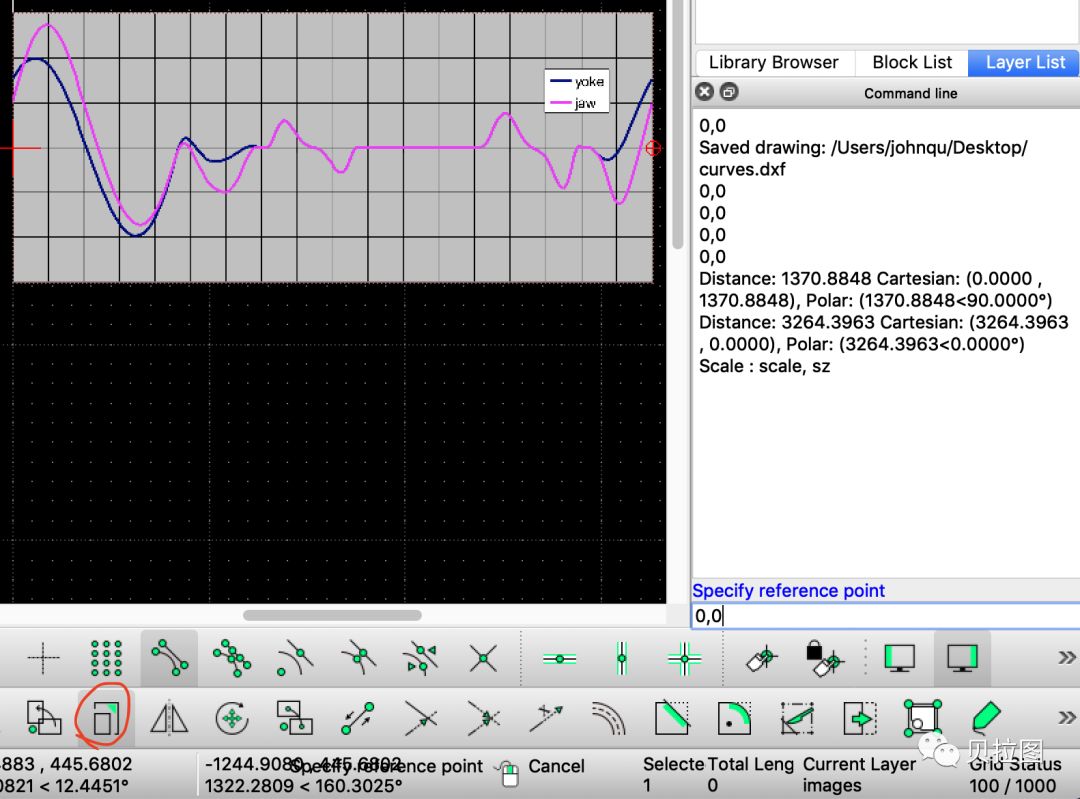 Library Browser
Block List
Layer List
Command line
yoke
jaw
0,0
Saved drawing: /Users/johnqu/Desktop/
curves.dxf
0,0
0,0
0,0
0,0
Distance: 1370.8848 Cartesian: (0.0000 ,
1370.8848), Polar: (1370.8848<90.0000°)
Distance: 3264.3963 Cartesian: (3264.3963
, 0.0000), Polar: (3264.3963<0.0000°)
Scale : scale, sz
Specify reference point
0,0
贝拉图
883 , 445.6802
-1244.9080 , 445.6802
Specify reference point
Cancel
Selecte
Total Leng
Current Layer
Grid Status
0821 < 12.4451°
1322.2809 < 160.3025°
1
0
images
100 / 1000